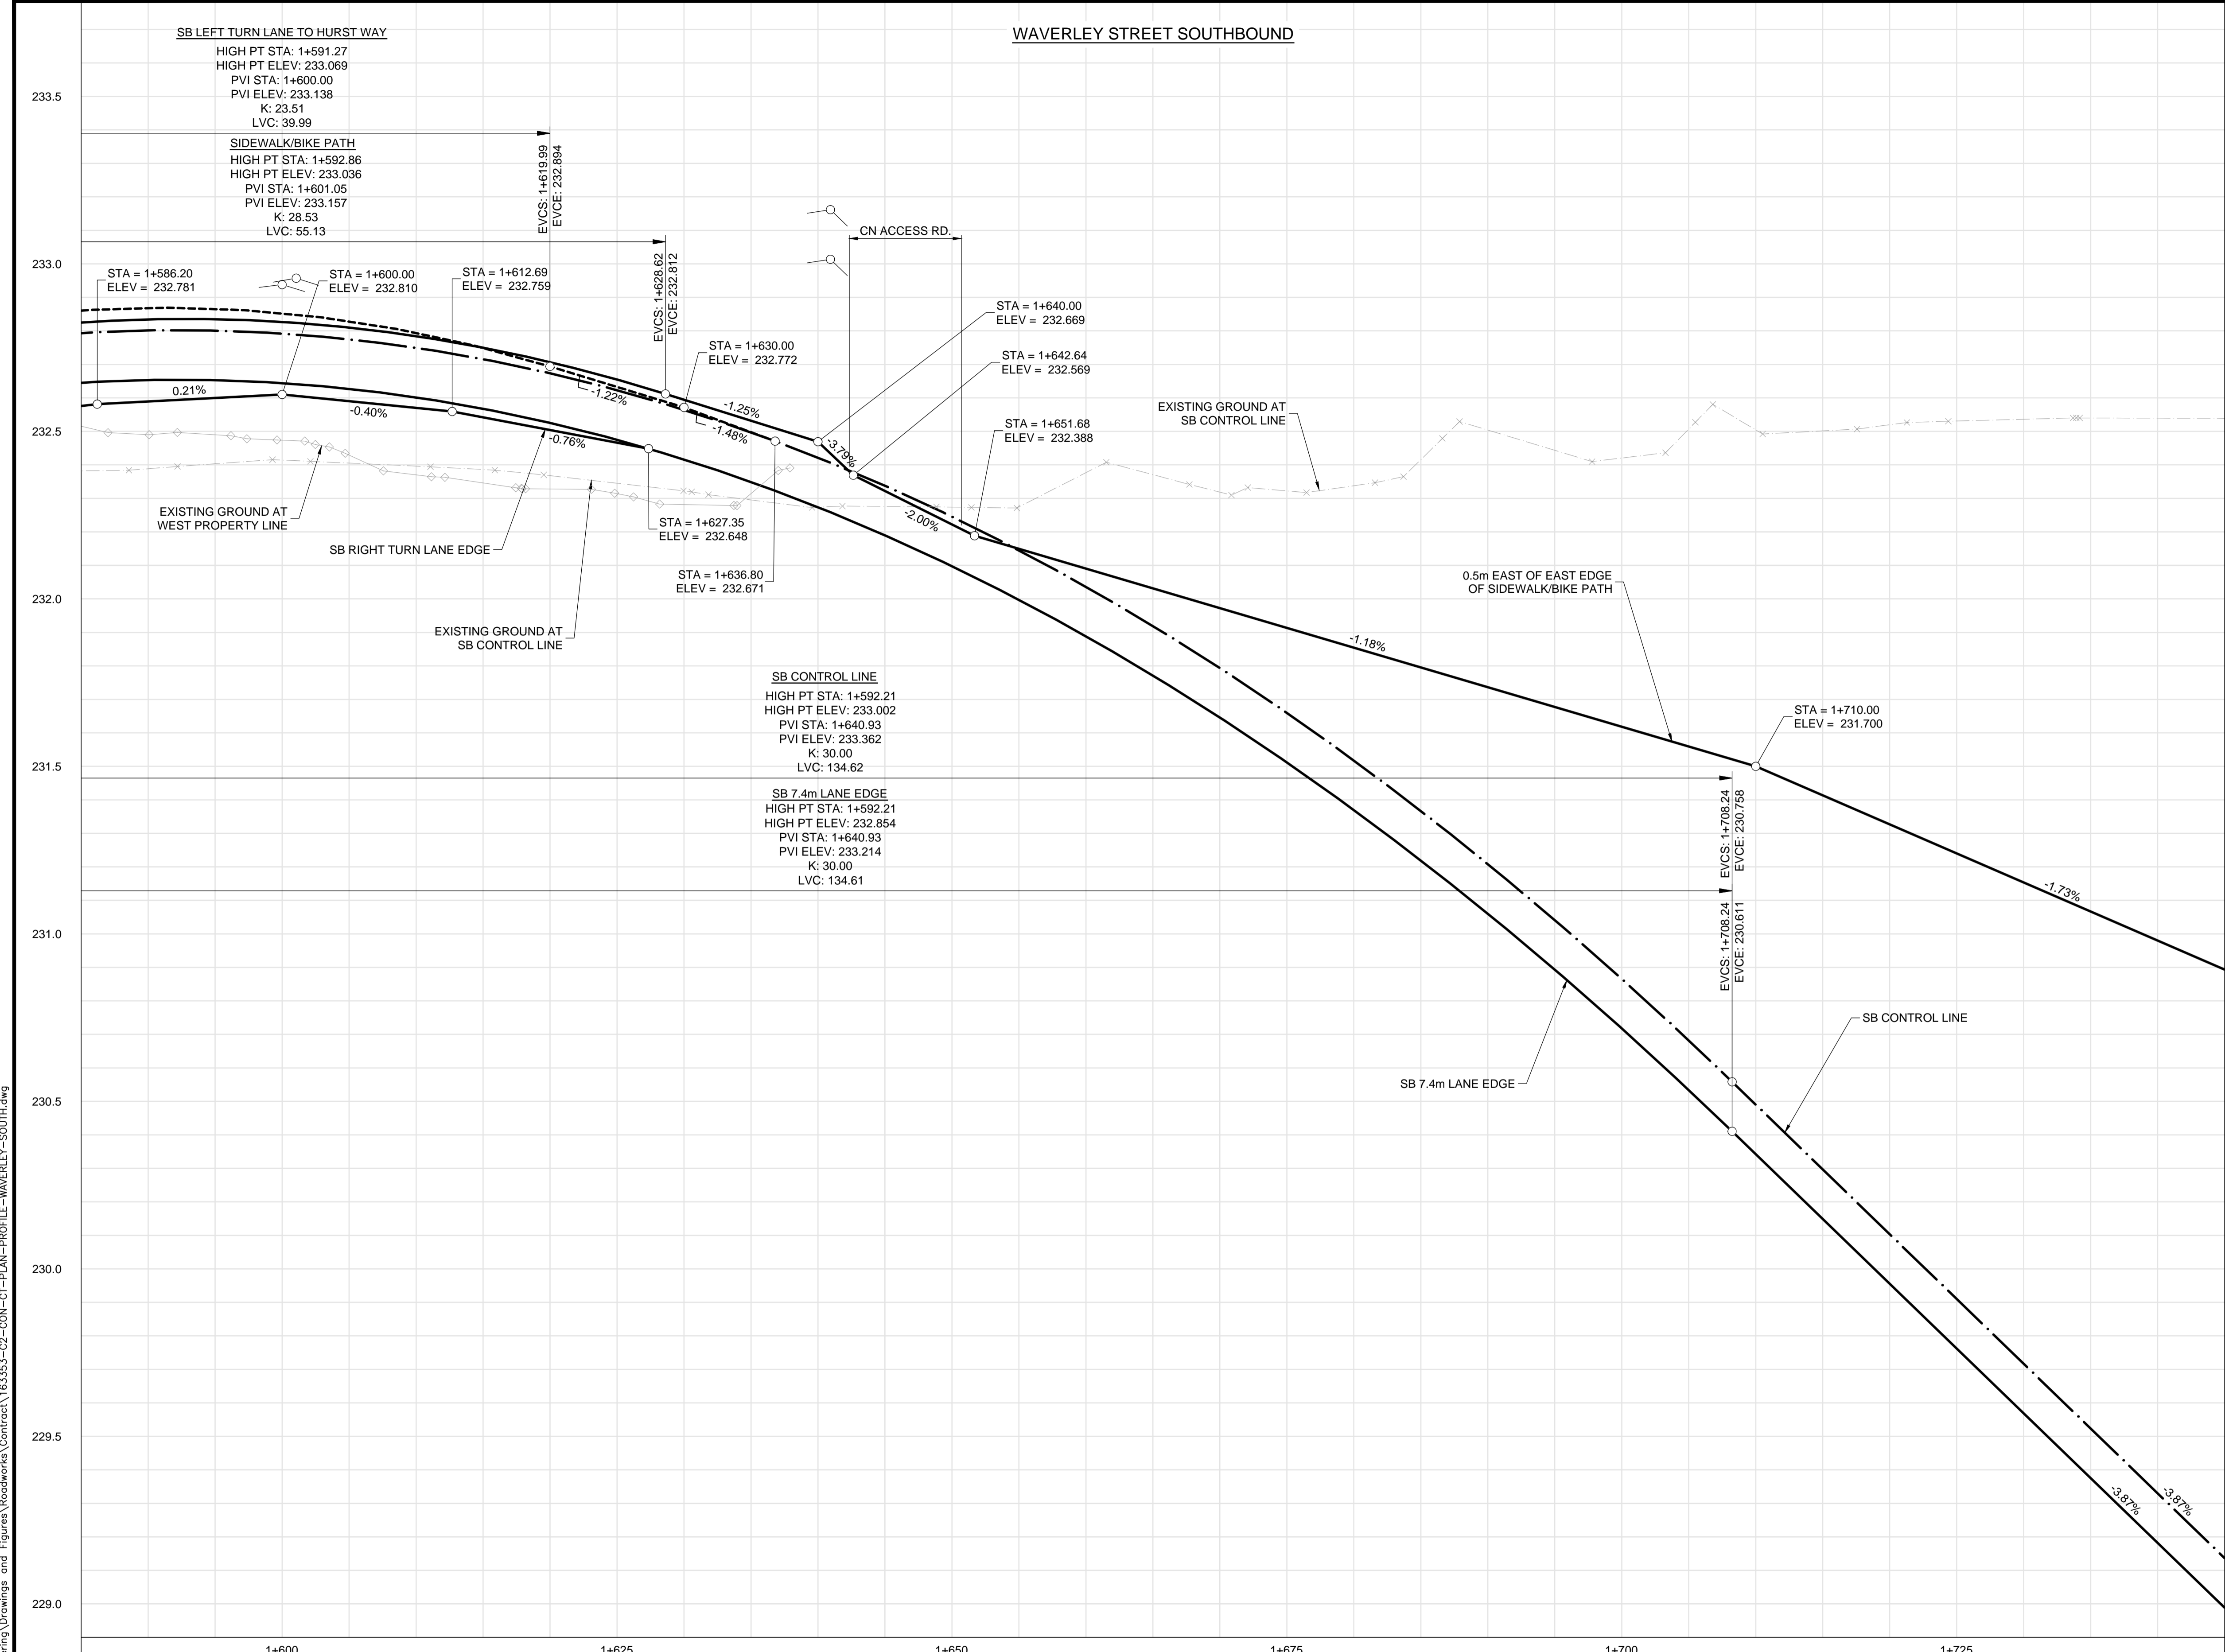 WAVERLEY STREET SOUTHBOUND
SB LEFT TURN LANE TO HURST WAY
HIGH PT STA: 1+591.27
HIGH PT ELEV: 233.069
PVI STA: 1+600.00
PVI ELEV: 233.138
K: 23.51
LVC: 39.99
SIDEWALK/BIKE PATH
HIGH PT STA: 1+592.86
HIGH PT ELEV: 233.036
PVI STA: 1+601.05
PVI ELEV: 233.157
K: 28.53
LVC: 55.13
EVCS: 1+619.99
EVCE: 232.894
EVCS: 1+628.62
EVCE: 232.812
CN ACCESS RD.
STA = 1+586.20
ELEV = 232.781
STA = 1+600.00
ELEV = 232.810
STA = 1+612.69
ELEV = 232.759
STA = 1+630.00
ELEV = 232.772
STA = 1+640.00
ELEV = 232.669
STA = 1+642.64
ELEV = 232.569
STA = 1+651.68
ELEV = 232.388
EXISTING GROUND AT
SB CONTROL LINE
0.21%
-0.40%
-0.76%
-1.22%
-1.25%
-1.48%
-3.79%
-2.00%
EXISTING GROUND AT
WEST PROPERTY LINE
SB RIGHT TURN LANE EDGE
STA = 1+627.35
ELEV = 232.648
STA = 1+636.80
ELEV = 232.671
EXISTING GROUND AT
SB CONTROL LINE
0.5m EAST OF EAST EDGE
OF SIDEWALK/BIKE PATH
-1.18%
SB CONTROL LINE
HIGH PT STA: 1+592.21
HIGH PT ELEV: 233.002
PVI STA: 1+640.93
PVI ELEV: 233.362
K: 30.00
LVC: 134.62
STA = 1+710.00
ELEV = 231.700
SB 7.4m LANE EDGE
HIGH PT STA: 1+592.21
HIGH PT ELEV: 232.854
PVI STA: 1+640.93
PVI ELEV: 233.214
K: 30.00
LVC: 134.61
EVCS: 1+708.24
EVCE: 230.758
EVCS: 1+708.24
EVCE: 230.611
-1.73%
SB CONTROL LINE
SB 7.4m LANE EDGE
-3.87%
-3.87%
233.5
233.0
232.5
232.0
231.5
231.0
230.5
230.0
229.5
229.0
1+600
1+625
1+650
1+675
1+700
1+725
ring\Drawings and Figures\Roadworks\Contract\163353-C2-CON-CT-PLAN-PROFILE-WAVERLEY-SOUTH.dwg